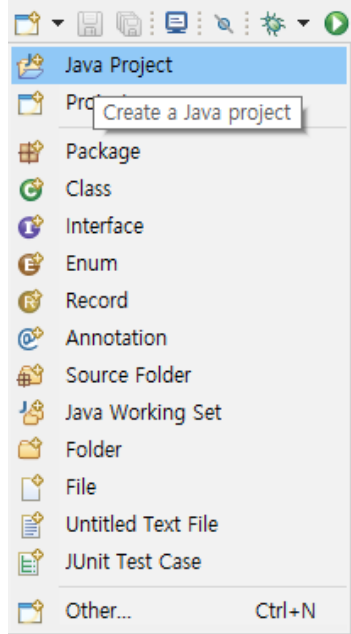 Java Project
Pro
Create a Java project
Package
Class
Interface
Enum
Record
Annotation
Source Folder
Java Working Set
Folder
File
Untitled Text File
JUnit Test Case
Other... Ctrl+N